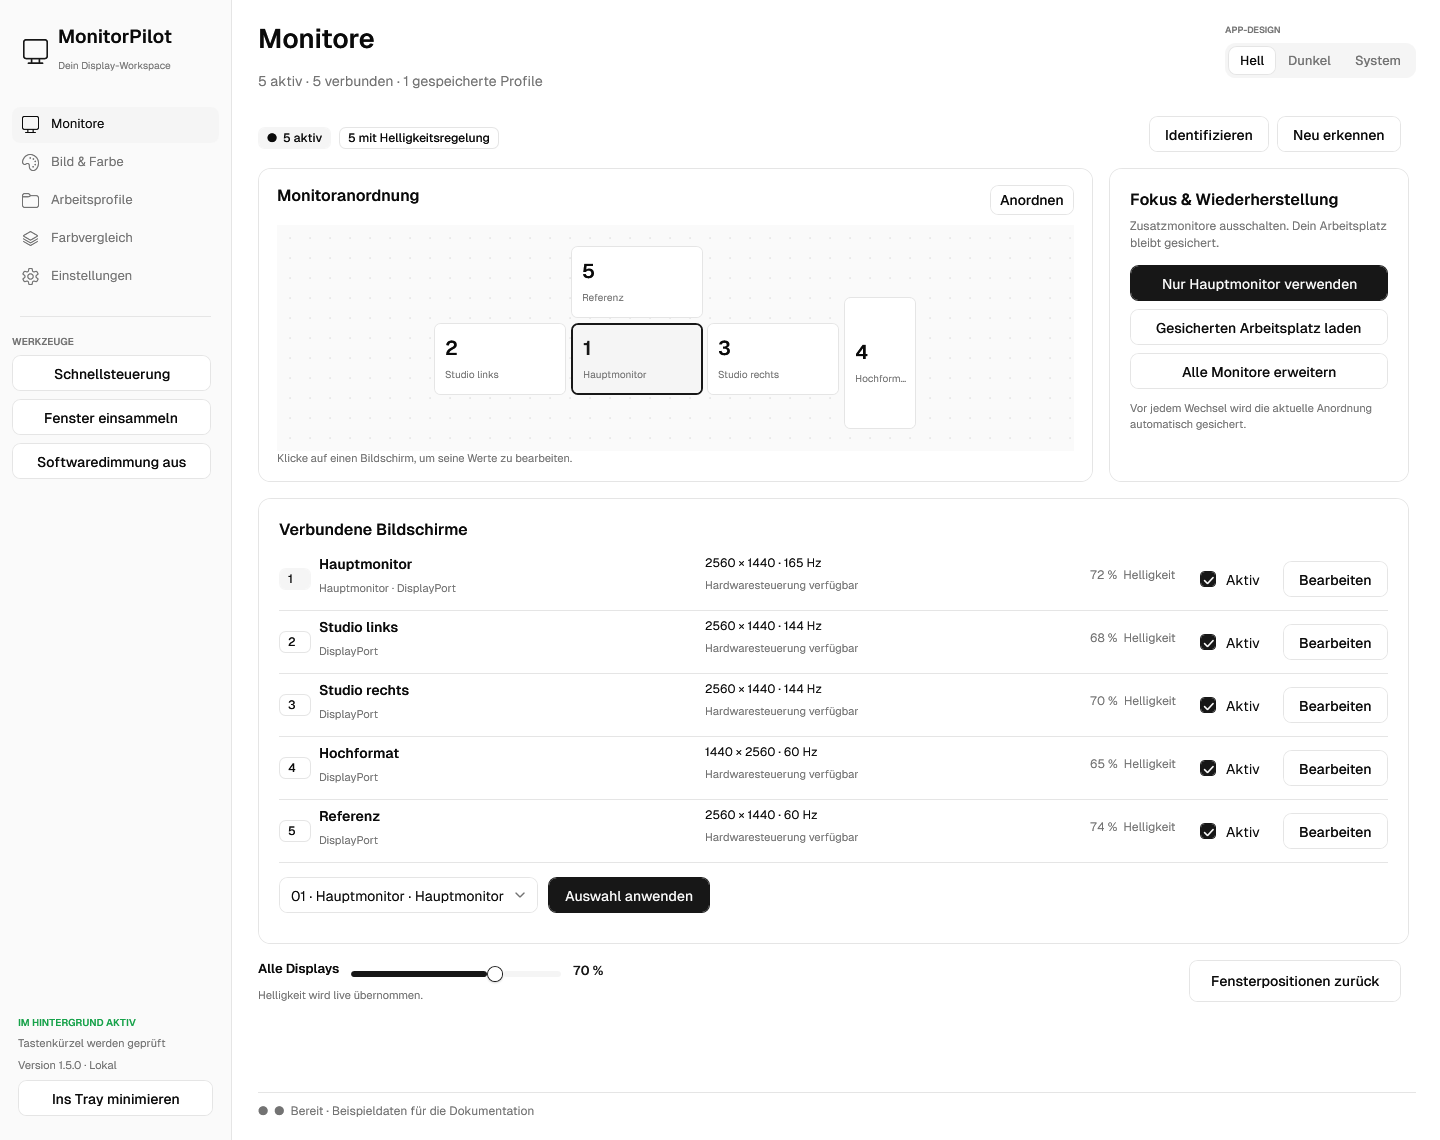 MonitorPilot
Dein Display-Workspace
Monitore
Bild & Farbe
Arbeitsprofile
Farbvergleich
Einstellungen
WERKZEUGE
Schnellsteuerung
Fenster einsammeln
Softwaredimmung aus
IM HINTERGRUND AKTIV
Tastenkürzel werden geprüft
Version 1.5.0 · Lokal
Ins Tray minimieren
Monitore
5 aktiv · 5 verbunden · 1 gespeicherte Profile
APP-DESIGN
Hell Dunkel System
5 aktiv 5 mit Helligkeitsregelung
Identifizieren Neu erkennen
Monitoranordnung
Anordnen
5
Referenz
2
Studio links
1
Hauptmonitor
3
Studio rechts
4
Hochform...
Klicke auf einen Bildschirm, um seine Werte zu bearbeiten.
Fokus & Wiederherstellung
Zusatzmonitore ausschalten. Dein Arbeitsplatz
bleibt gesichert.
Nur Hauptmonitor verwenden
Gesicherten Arbeitsplatz laden
Alle Monitore erweitern
Vor jedem Wechsel wird die aktuelle Anordnung
automatisch gesichert.
Verbundene Bildschirme
1 Hauptmonitor 2560 × 1440 · 165 Hz 72 % Helligkeit Aktiv Bearbeiten
Hauptmonitor · DisplayPort Hardwaresteuerung verfügbar
2 Studio links 2560 × 1440 · 144 Hz 68 % Helligkeit Aktiv Bearbeiten
DisplayPort Hardwaresteuerung verfügbar
3 Studio rechts 2560 × 1440 · 144 Hz 70 % Helligkeit Aktiv Bearbeiten
DisplayPort Hardwaresteuerung verfügbar
4 Hochformat 1440 × 2560 · 60 Hz 65 % Helligkeit Aktiv Bearbeiten
DisplayPort Hardwaresteuerung verfügbar
5 Referenz 2560 × 1440 · 60 Hz 74 % Helligkeit Aktiv Bearbeiten
DisplayPort Hardwaresteuerung verfügbar
01 · Hauptmonitor · Hauptmonitor Auswahl anwenden
Alle Displays 70 %
Helligkeit wird live übernommen.
Fensterpositionen zurück
Bereit · Beispieldaten für die Dokumentation